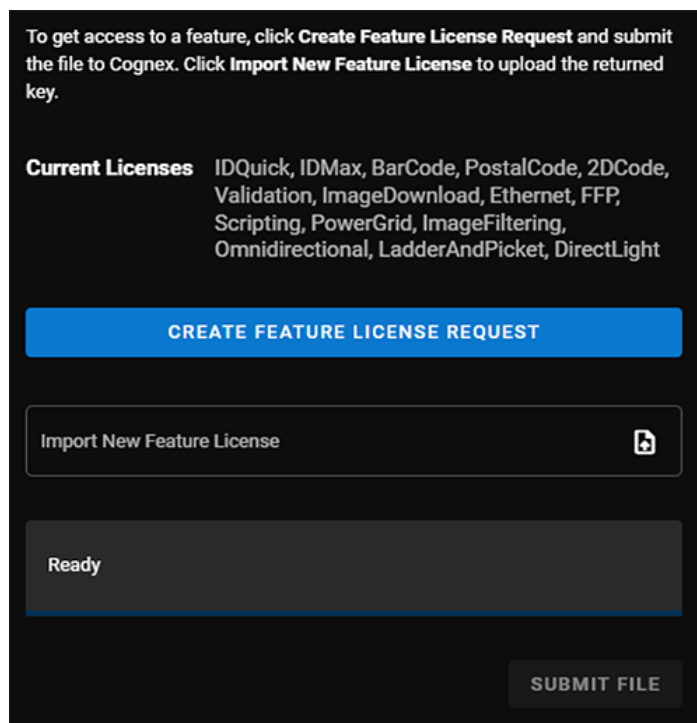 To get access to a feature, click Create Feature License Request and submit
the file to Cognex. Click Import New Feature License to upload the returned
key.
Current Licenses IDQuick, IDMax, BarCode, PostalCode, 2DCode,
Validation, ImageDownload, Ethernet, FFP,
Scripting, PowerGrid, ImageFiltering,
Omnidirectional, LadderAndPicket, DirectLight
CREATE FEATURE LICENSE REQUEST
Import New Feature License
Ready
SUBMIT FILE